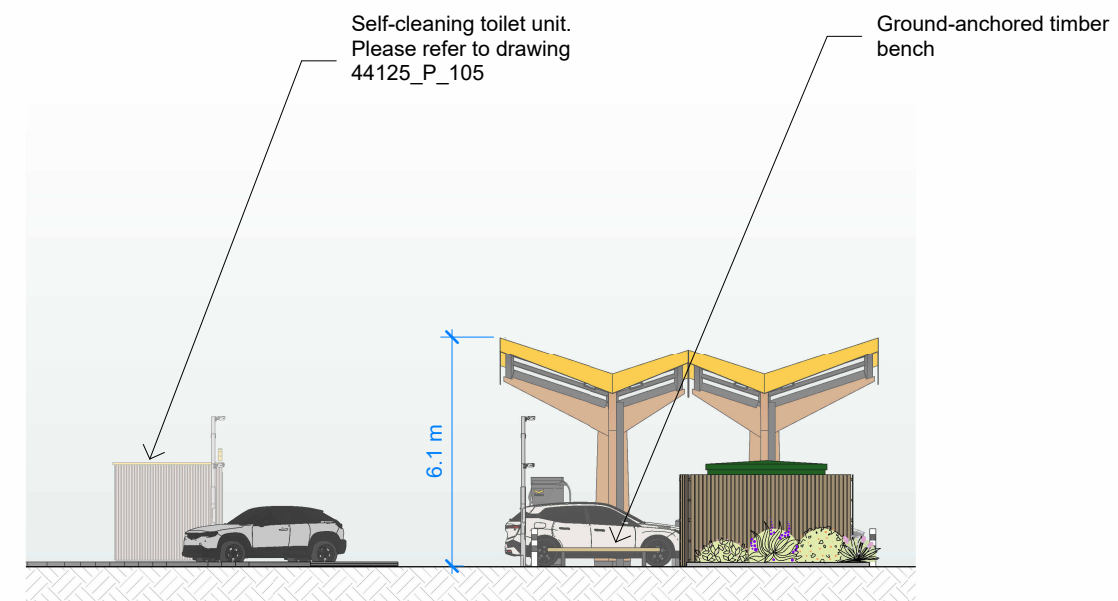 Self-cleaning toilet unit.
Please refer to drawing
44125_P_105
Ground-anchored timber
bench
6.1 m